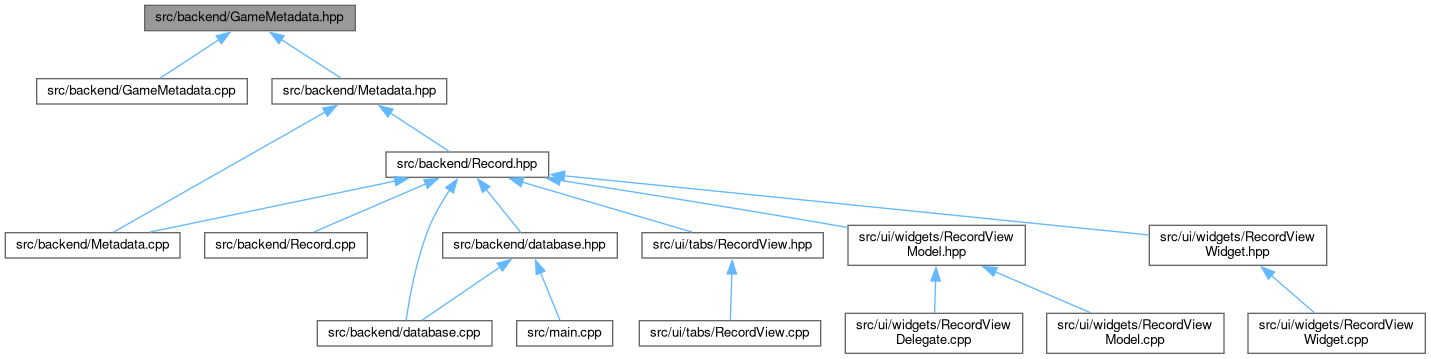 src/backend/GameMetadata.hpp
src/backend/GameMetadata.cpp
src/backend/Metadata.hpp
src/backend/Record.hpp
src/backend/Metadata.cpp
src/backend/Record.cpp
src/backend/database.hpp
src/ui/tabs/RecordView.hpp
src/ui/widgets/RecordView
Model.hpp
src/ui/widgets/RecordView
Widget.hpp
src/backend/database.cpp
src/main.cpp
src/ui/tabs/RecordView.cpp
src/ui/widgets/RecordView
Delegate.cpp
src/ui/widgets/RecordView
Model.cpp
src/ui/widgets/RecordView
Widget.cpp